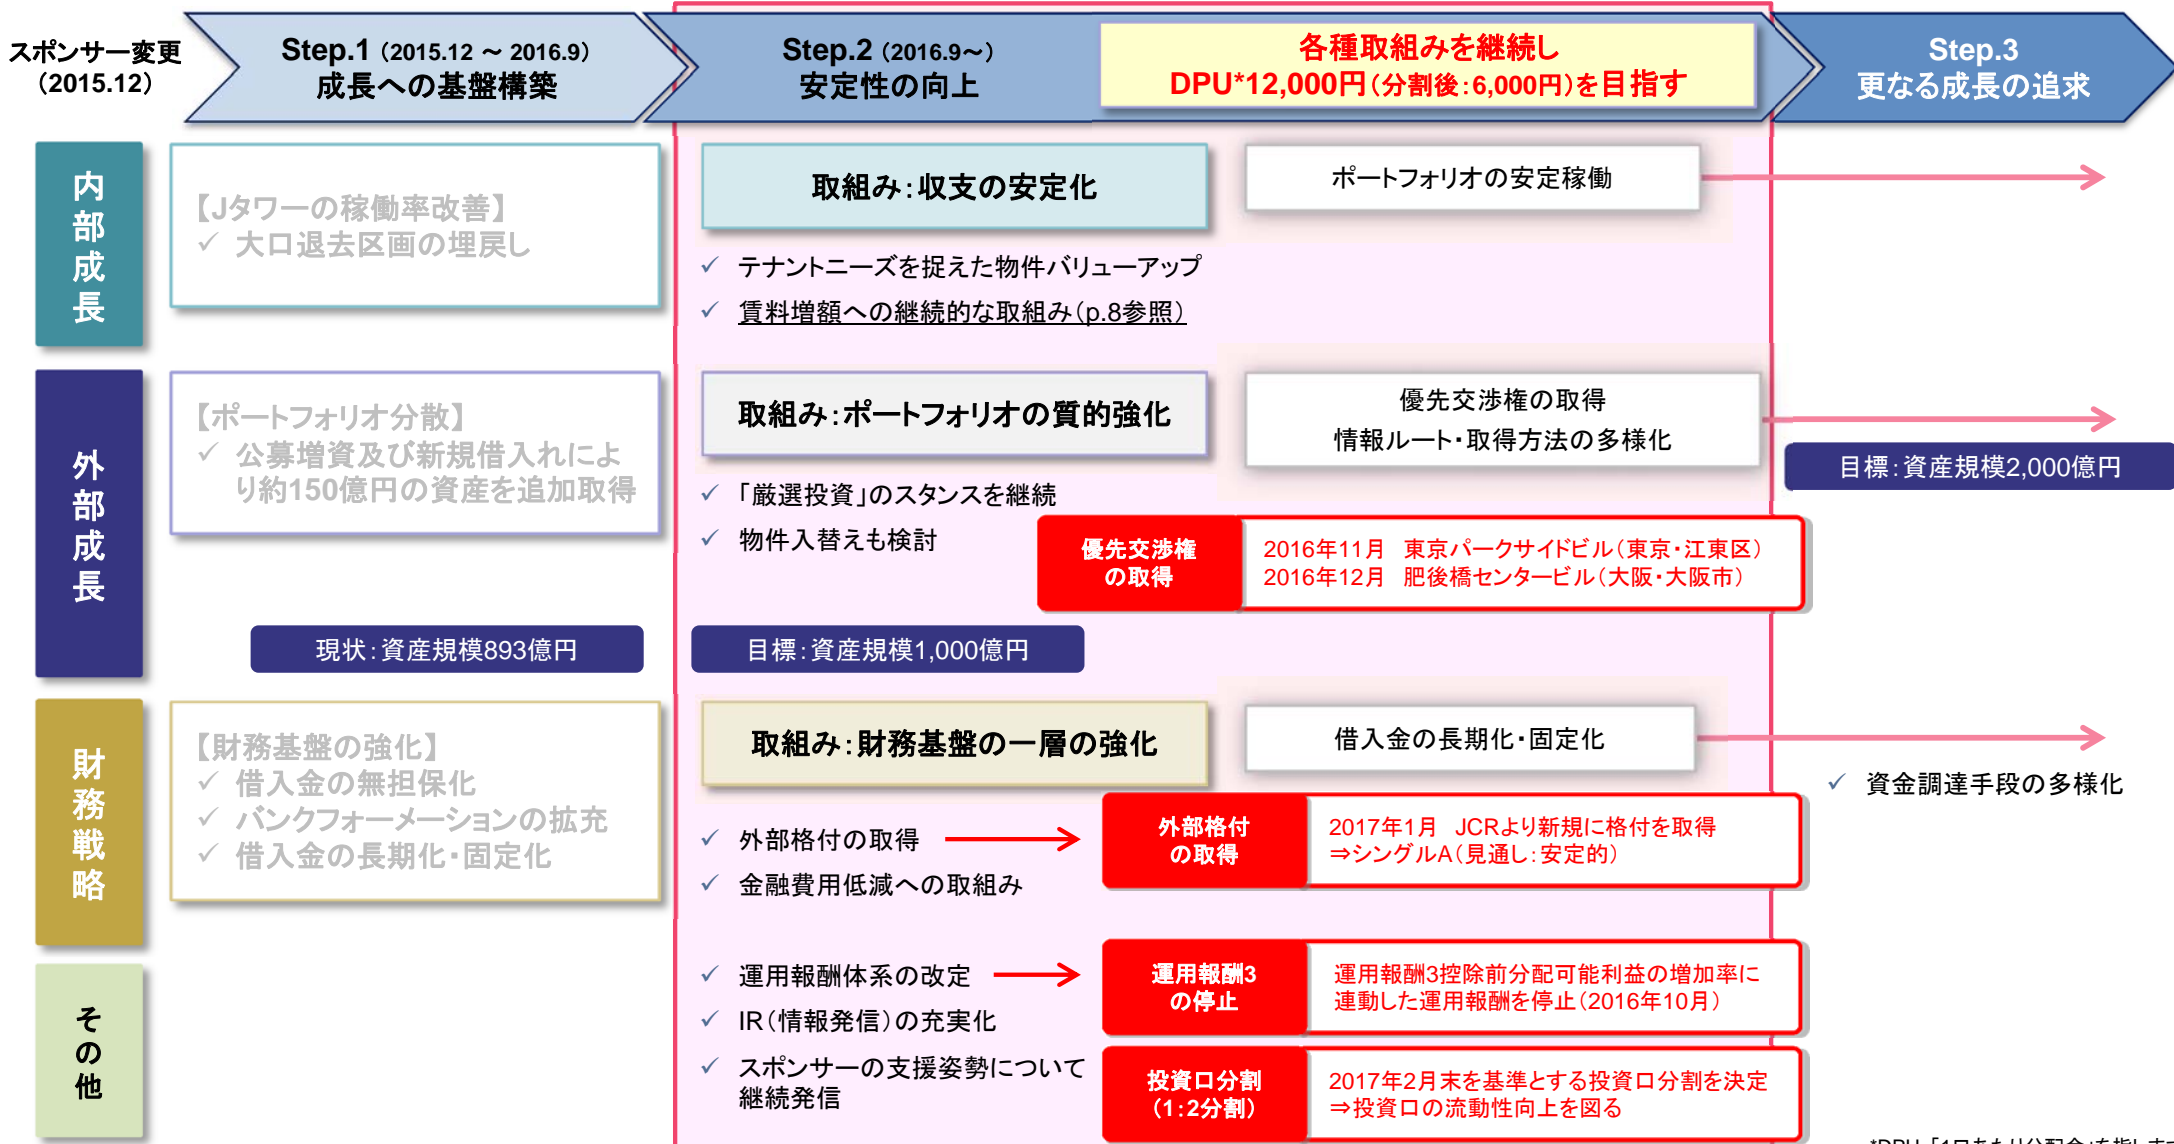 スポンサー変更
（2015.12）
Step.1（2015.12 ～ 2016.9）
成長への基盤構築
Step.2（2016.9～）
安定性の向上
各種取組みを継続し
DPU*12,000円（分割後：6,000円）を目指す
Step.3
更なる成長の追求
内部成長
【Jタワーの稼働率改善】
✓ 大口退去区画の埋戻し
取組み：収支の安定化
ポートフォリオの安定稼働
✓ テナントニーズを捉えた物件バリューアップ
✓ 賃料増額への継続的な取組み（p.8参照）
外部成長
【ポートフォリオ分散】
✓ 公募増資及び新規借入れによ
り約150億円の資産を追加取得
取組み：ポートフォリオの質的強化
優先交渉権の取得
情報ルート・取得方法の多様化
目標：資産規模2,000億円
✓ 「厳選投資」のスタンスを継続
✓ 物件入替えも検討
優先交渉権
の取得
2016年11月 東京パークサイドビル（東京・江東区）
2016年12月 肥後橋センタービル（大阪・大阪市）
現状：資産規模893億円
目標：資産規模1,000億円
財務戦略
【財務基盤の強化】
✓ 借入金の無担保化
✓ バンクフォーメーションの拡充
✓ 借入金の長期化・固定化
取組み：財務基盤の一層の強化
借入金の長期化・固定化
✓ 資金調達手段の多様化
✓ 外部格付の取得
外部格付
の取得
2017年1月 JCRより新規に格付を取得
⇒シングルA（見通し：安定的）
✓ 金融費用低減への取組み
その他
✓ 運用報酬体系の改定
運用報酬3
の停止
運用報酬3控除前分配可能利益の増加率に
連動した運用報酬を停止（2016年10月）
✓ IR（情報発信）の充実化
✓ スポンサーの支援姿勢について
継続発信
投資口分割
（1：2分割）
2017年2月末を基準とする投資口分割を決定
⇒投資口の流動性向上を図る